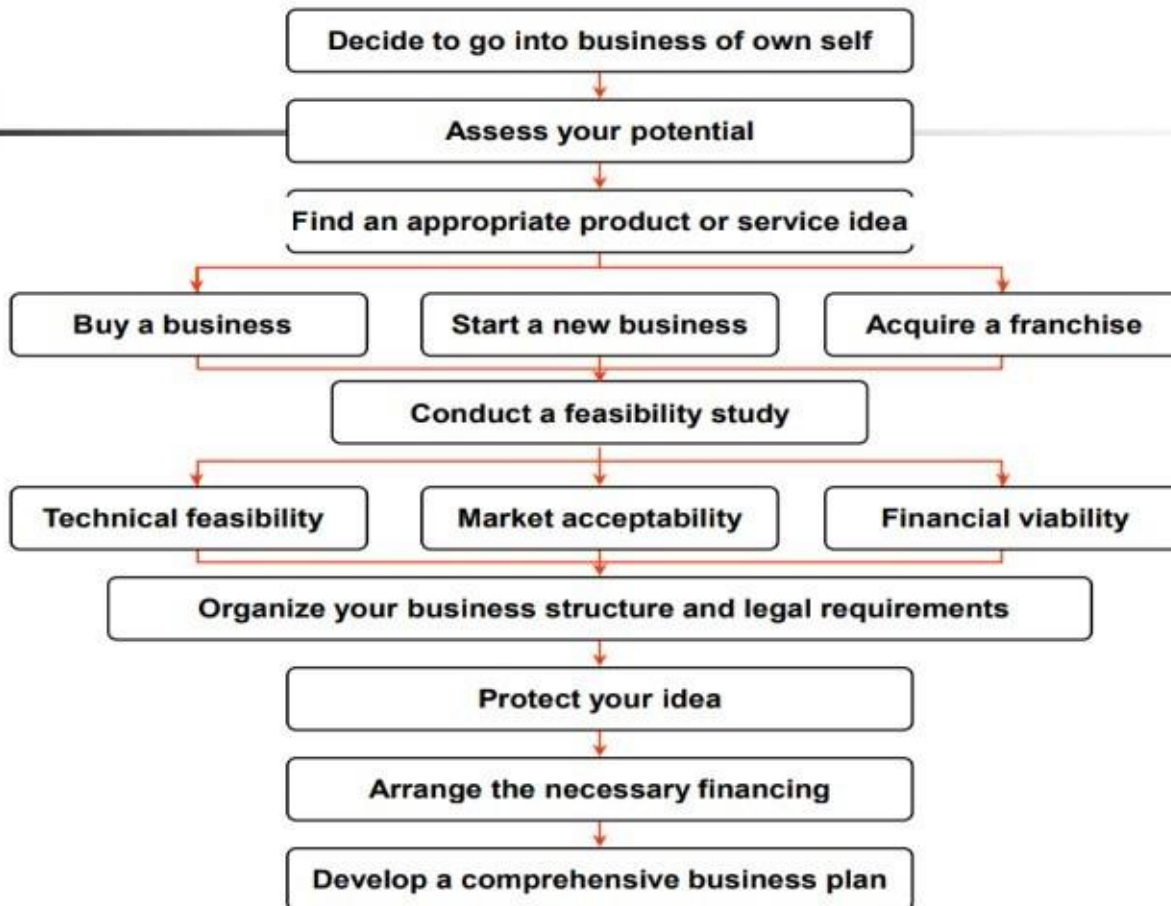 Decide to go into business of own self
Assess your potential
Find an appropriate product or service idea
Buy a business
Start a new business
Acquire a franchise
Conduct a feasibility study
Technical feasibility
Market acceptability
Financial viability
Organize your business structure and legal requirements
Protect your idea
Arrange the necessary financing
Develop a comprehensive business plan